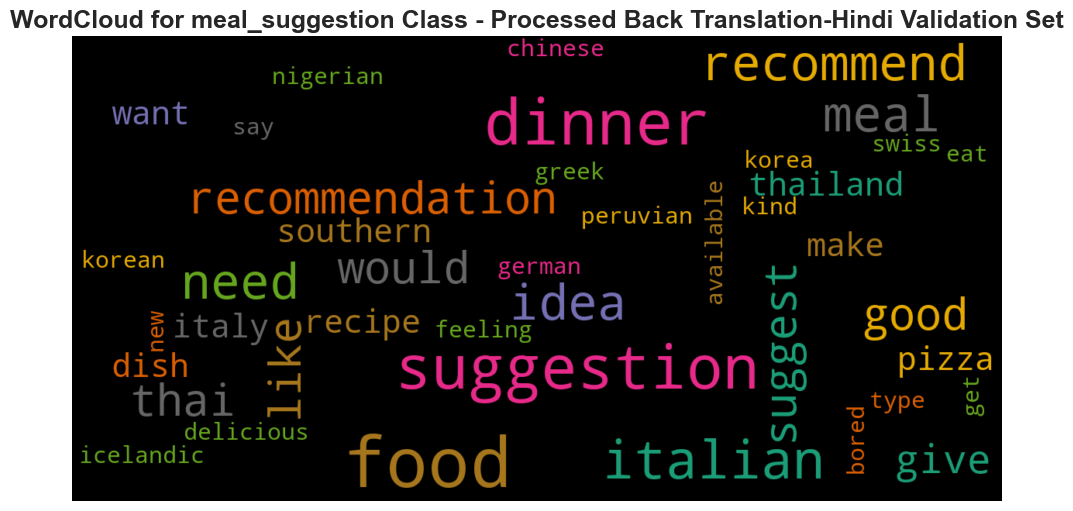 WordCloud for meal_suggestion Class - Processed Back Translation-Hindi Validation Set
chinese
recommend
nigerian
want
say
dinner
meal
swiss
eat
korea
greek
thailand
recommendation
kind
peruvian
available
southern
make
korean
need
would
german
idea
suggest
good
new
italy
like
recipe
feeling
dish
suggestion
pizza
thai
get
type
bored
delicious
icelandic
food
italian
give